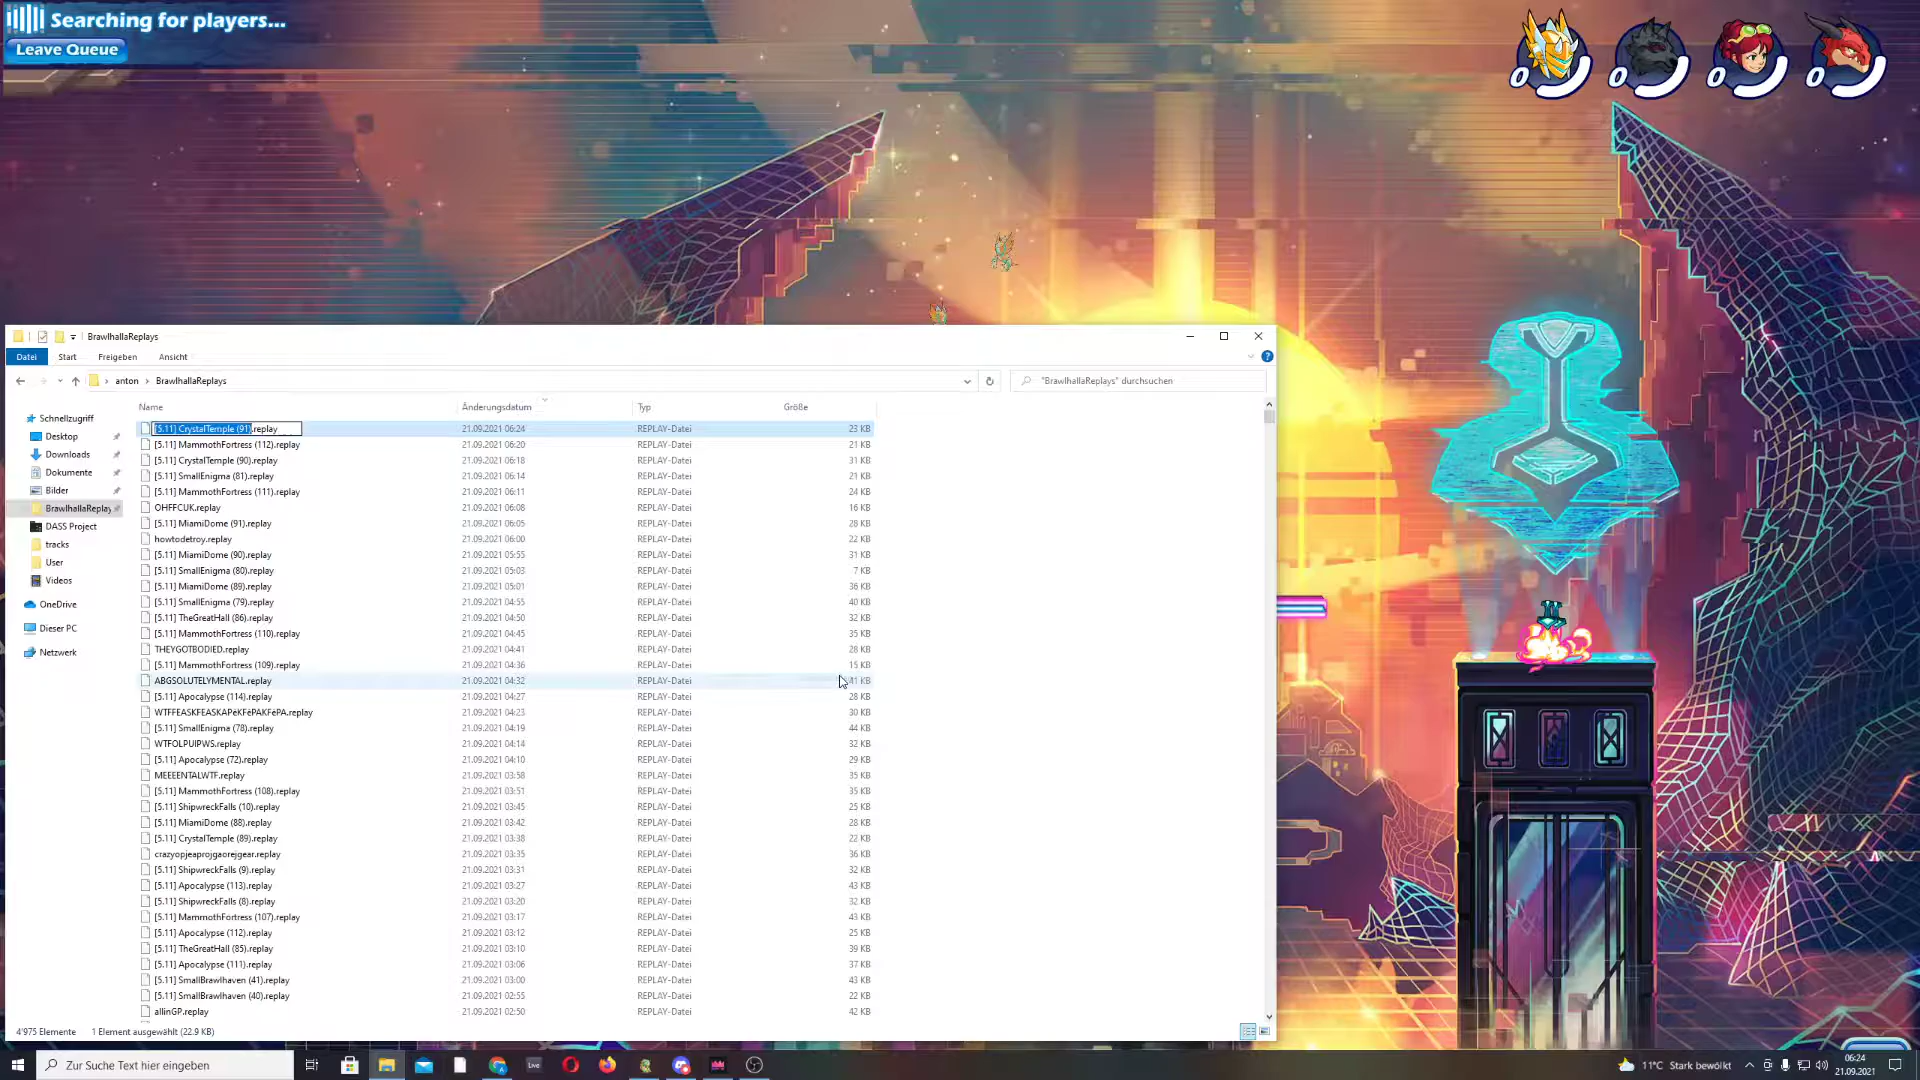 Searching for players...
Leave Queue
0 0 0 0
BrawlhallaReplays
Datei Start Freigeben Ansicht
anton › BrawlhallaReplays "BrawlhallaReplays" durchsuchen
Name Änderungsdatum Typ Größe
Schnellzugriff
Desktop
Downloads
Dokumente
Bilder
BrawlhallaReplay
DASS Project
tracks
User
Videos
OneDrive
Dieser PC
Netzwerk
[5.11] CrystalTemple (91).replay 21.09.2021 06:24 REPLAY-Datei 23 KB
[5.11] MammothFortress (112).replay 21.09.2021 06:20 REPLAY-Datei 21 KB
[5.11] CrystalTemple (90).replay 21.09.2021 06:18 REPLAY-Datei 31 KB
[5.11] SmallEnigma (81).replay 21.09.2021 06:14 REPLAY-Datei 21 KB
[5.11] MammothFortress (111).replay 21.09.2021 06:11 REPLAY-Datei 24 KB
OHFFCUK.replay 21.09.2021 06:08 REPLAY-Datei 16 KB
[5.11] MiamiDome (91).replay 21.09.2021 06:05 REPLAY-Datei 28 KB
howtodetroy.replay 21.09.2021 06:00 REPLAY-Datei 22 KB
[5.11] MiamiDome (90).replay 21.09.2021 05:55 REPLAY-Datei 31 KB
[5.11] SmallEnigma (80).replay 21.09.2021 05:03 REPLAY-Datei 7 KB
[5.11] MiamiDome (89).replay 21.09.2021 05:01 REPLAY-Datei 36 KB
[5.11] SmallEnigma (79).replay 21.09.2021 04:55 REPLAY-Datei 40 KB
[5.11] TheGreatHall (86).replay 21.09.2021 04:50 REPLAY-Datei 32 KB
[5.11] MammothFortress (110).replay 21.09.2021 04:45 REPLAY-Datei 35 KB
THEYGOTBODIED.replay 21.09.2021 04:41 REPLAY-Datei 28 KB
[5.11] MammothFortress (109).replay 21.09.2021 04:36 REPLAY-Datei 15 KB
ABGSOLUTELYMENTAL.replay 21.09.2021 04:32 REPLAY-Datei 41 KB
[5.11] Apocalypse (114).replay 21.09.2021 04:27 REPLAY-Datei 28 KB
WTFFEASKFEASKAPéKFéPAKFéPA.replay 21.09.2021 04:23 REPLAY-Datei 30 KB
[5.11] SmallEnigma (78).replay 21.09.2021 04:19 REPLAY-Datei 44 KB
WTFOLPUIPWS.replay 21.09.2021 04:14 REPLAY-Datei 32 KB
[5.11] Apocalypse (72).replay 21.09.2021 04:10 REPLAY-Datei 29 KB
MEEEENTALWTF.replay 21.09.2021 03:58 REPLAY-Datei 35 KB
[5.11] MammothFortress (108).replay 21.09.2021 03:51 REPLAY-Datei 35 KB
[5.11] ShipwreckFalls (10).replay 21.09.2021 03:45 REPLAY-Datei 25 KB
[5.11] MiamiDome (88).replay 21.09.2021 03:42 REPLAY-Datei 28 KB
[5.11] CrystalTemple (89).replay 21.09.2021 03:38 REPLAY-Datei 22 KB
crazyopjeaprojgaorejgear.replay 21.09.2021 03:35 REPLAY-Datei 36 KB
[5.11] ShipwreckFalls (9).replay 21.09.2021 03:31 REPLAY-Datei 32 KB
[5.11] Apocalypse (113).replay 21.09.2021 03:27 REPLAY-Datei 43 KB
[5.11] ShipwreckFalls (8).replay 21.09.2021 03:20 REPLAY-Datei 32 KB
[5.11] MammothFortress (107).replay 21.09.2021 03:17 REPLAY-Datei 43 KB
[5.11] Apocalypse (112).replay 21.09.2021 03:12 REPLAY-Datei 25 KB
[5.11] TheGreatHall (85).replay 21.09.2021 03:10 REPLAY-Datei 39 KB
[5.11] Apocalypse (111).replay 21.09.2021 03:06 REPLAY-Datei 37 KB
[5.11] SmallBrawlhaven (41).replay 21.09.2021 03:00 REPLAY-Datei 43 KB
[5.11] SmallBrawlhaven (40).replay 21.09.2021 02:55 REPLAY-Datei 22 KB
allinGP.replay 21.09.2021 02:50 REPLAY-Datei 42 KB
4'975 Elemente 1 Element ausgewählt (22.9 KB)
Zur Suche Text hier eingeben Live 11°C Stark bewölkt 06:24
21.09.2021